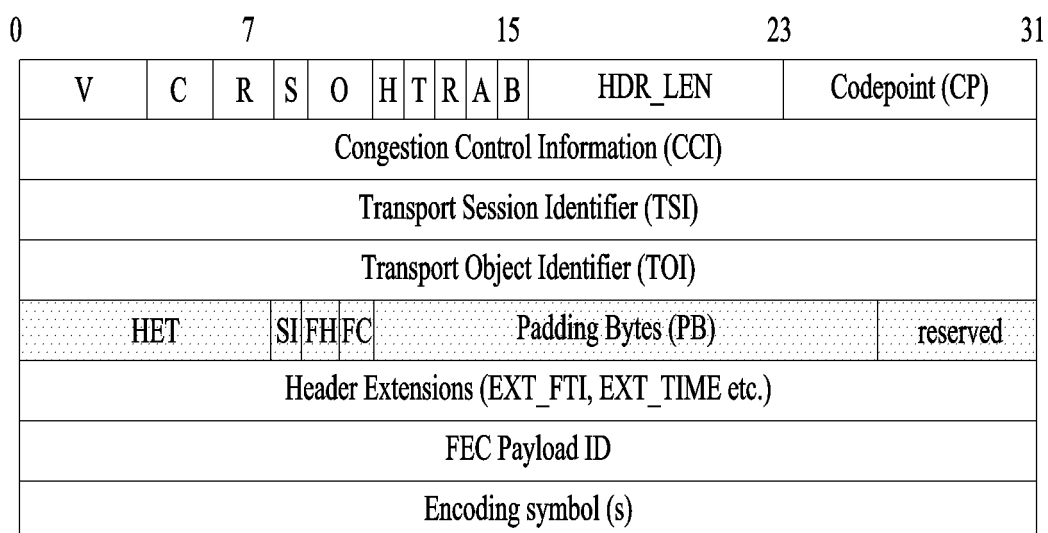 0 7 15 23 31
V C R S O H T R A B HDR_LEN Codepoint (CP)
Congestion Control Information (CCI)
Transport Session Identifier (TSI)
Transport Object Identifier (TOI)
HET SI FH FC Padding Bytes (PB) reserved
Header Extensions (EXT_FTI, EXT_TIME etc.)
FEC Payload ID
Encoding symbol (s)